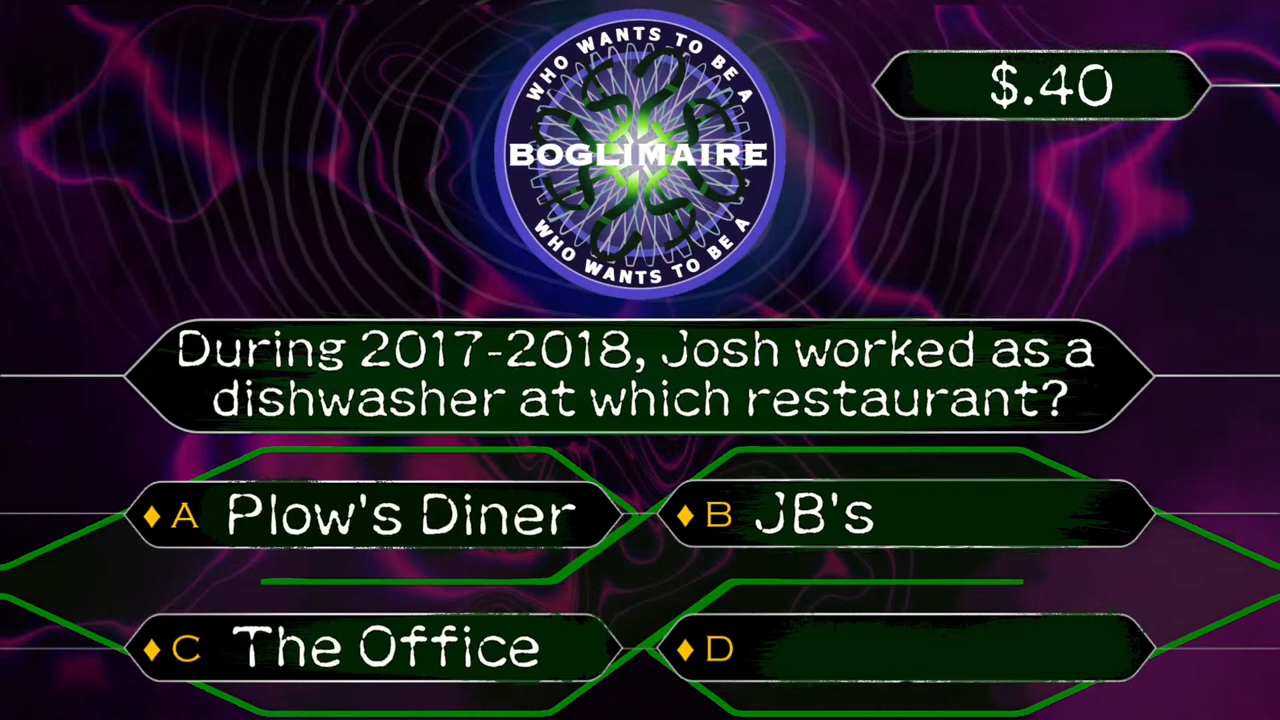 WHO WANTS TO BE A
BOGLIMAIRE
WHO WANTS TO BE A
$.40
During 2017-2018, Josh worked as a
dishwasher at which restaurant?
A Plow's Diner
B JB's
C The Office
D